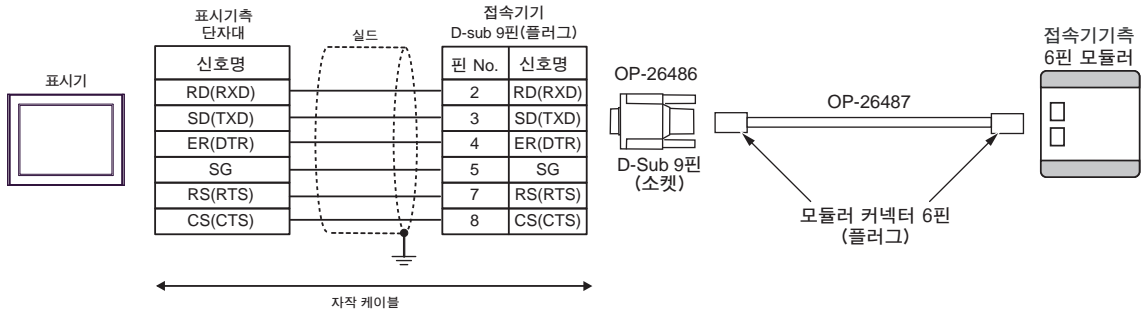 표시기
표시기측
단자대
신호명
RD(RXD)
SD(TXD)
ER(DTR)
SG
RS(RTS)
CS(CTS)
실드
접속기기
D-sub 9핀(플러그)
핀 No. 신호명
2 RD(RXD)
3 SD(TXD)
4 ER(DTR)
5 SG
7 RS(RTS)
8 CS(CTS)
자작 케이블
OP-26486
D-Sub 9핀
(소켓)
OP-26487
모듈러 커넥터 6핀
(플러그)
접속기기측
6핀 모듈러